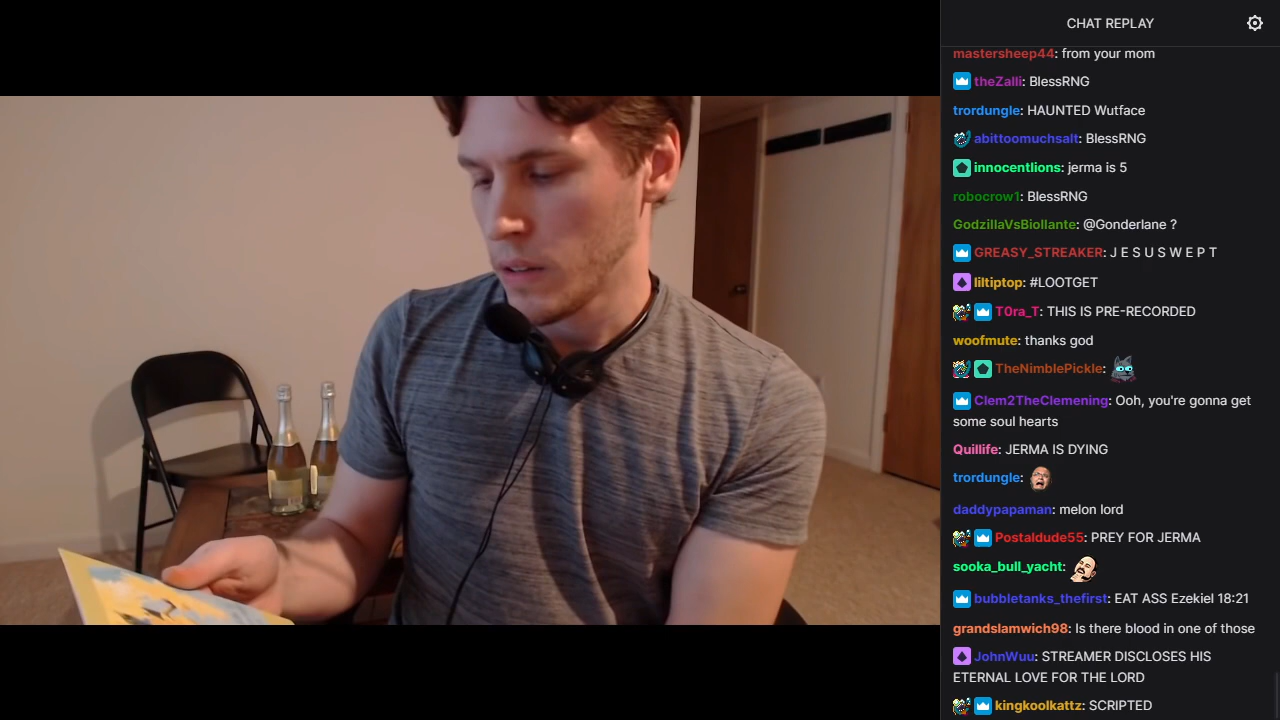 CHAT REPLAY
mastersheep44: from your mom
theZalli: BlessRNG
trordungle: HAUNTED Wutface
abittoomuchsalt: BlessRNG
innocentlions: jerma is 5
robocrow1: BlessRNG
GodzillaVsBiollante: @Gonderlane ?
GREASY_STREAKER: J E S U S W E P T
liltiptop: #LOOTGET
T0ra_T: THIS IS PRE-RECORDED
woofmute: thanks god
TheNimblePickle:
Clem2TheClemening: Ooh, you're gonna get
some soul hearts
Quillife: JERMA IS DYING
trordungle:
daddypapaman: melon lord
Postaldude55: PREY FOR JERMA
sooka_bull_yacht:
bubbletanks_thefirst: EAT ASS Ezekiel 18:21
grandslamwich98: Is there blood in one of those
JohnWuu: STREAMER DISCLOSES HIS
ETERNAL LOVE FOR THE LORD
kingkoolkattz: SCRIPTED